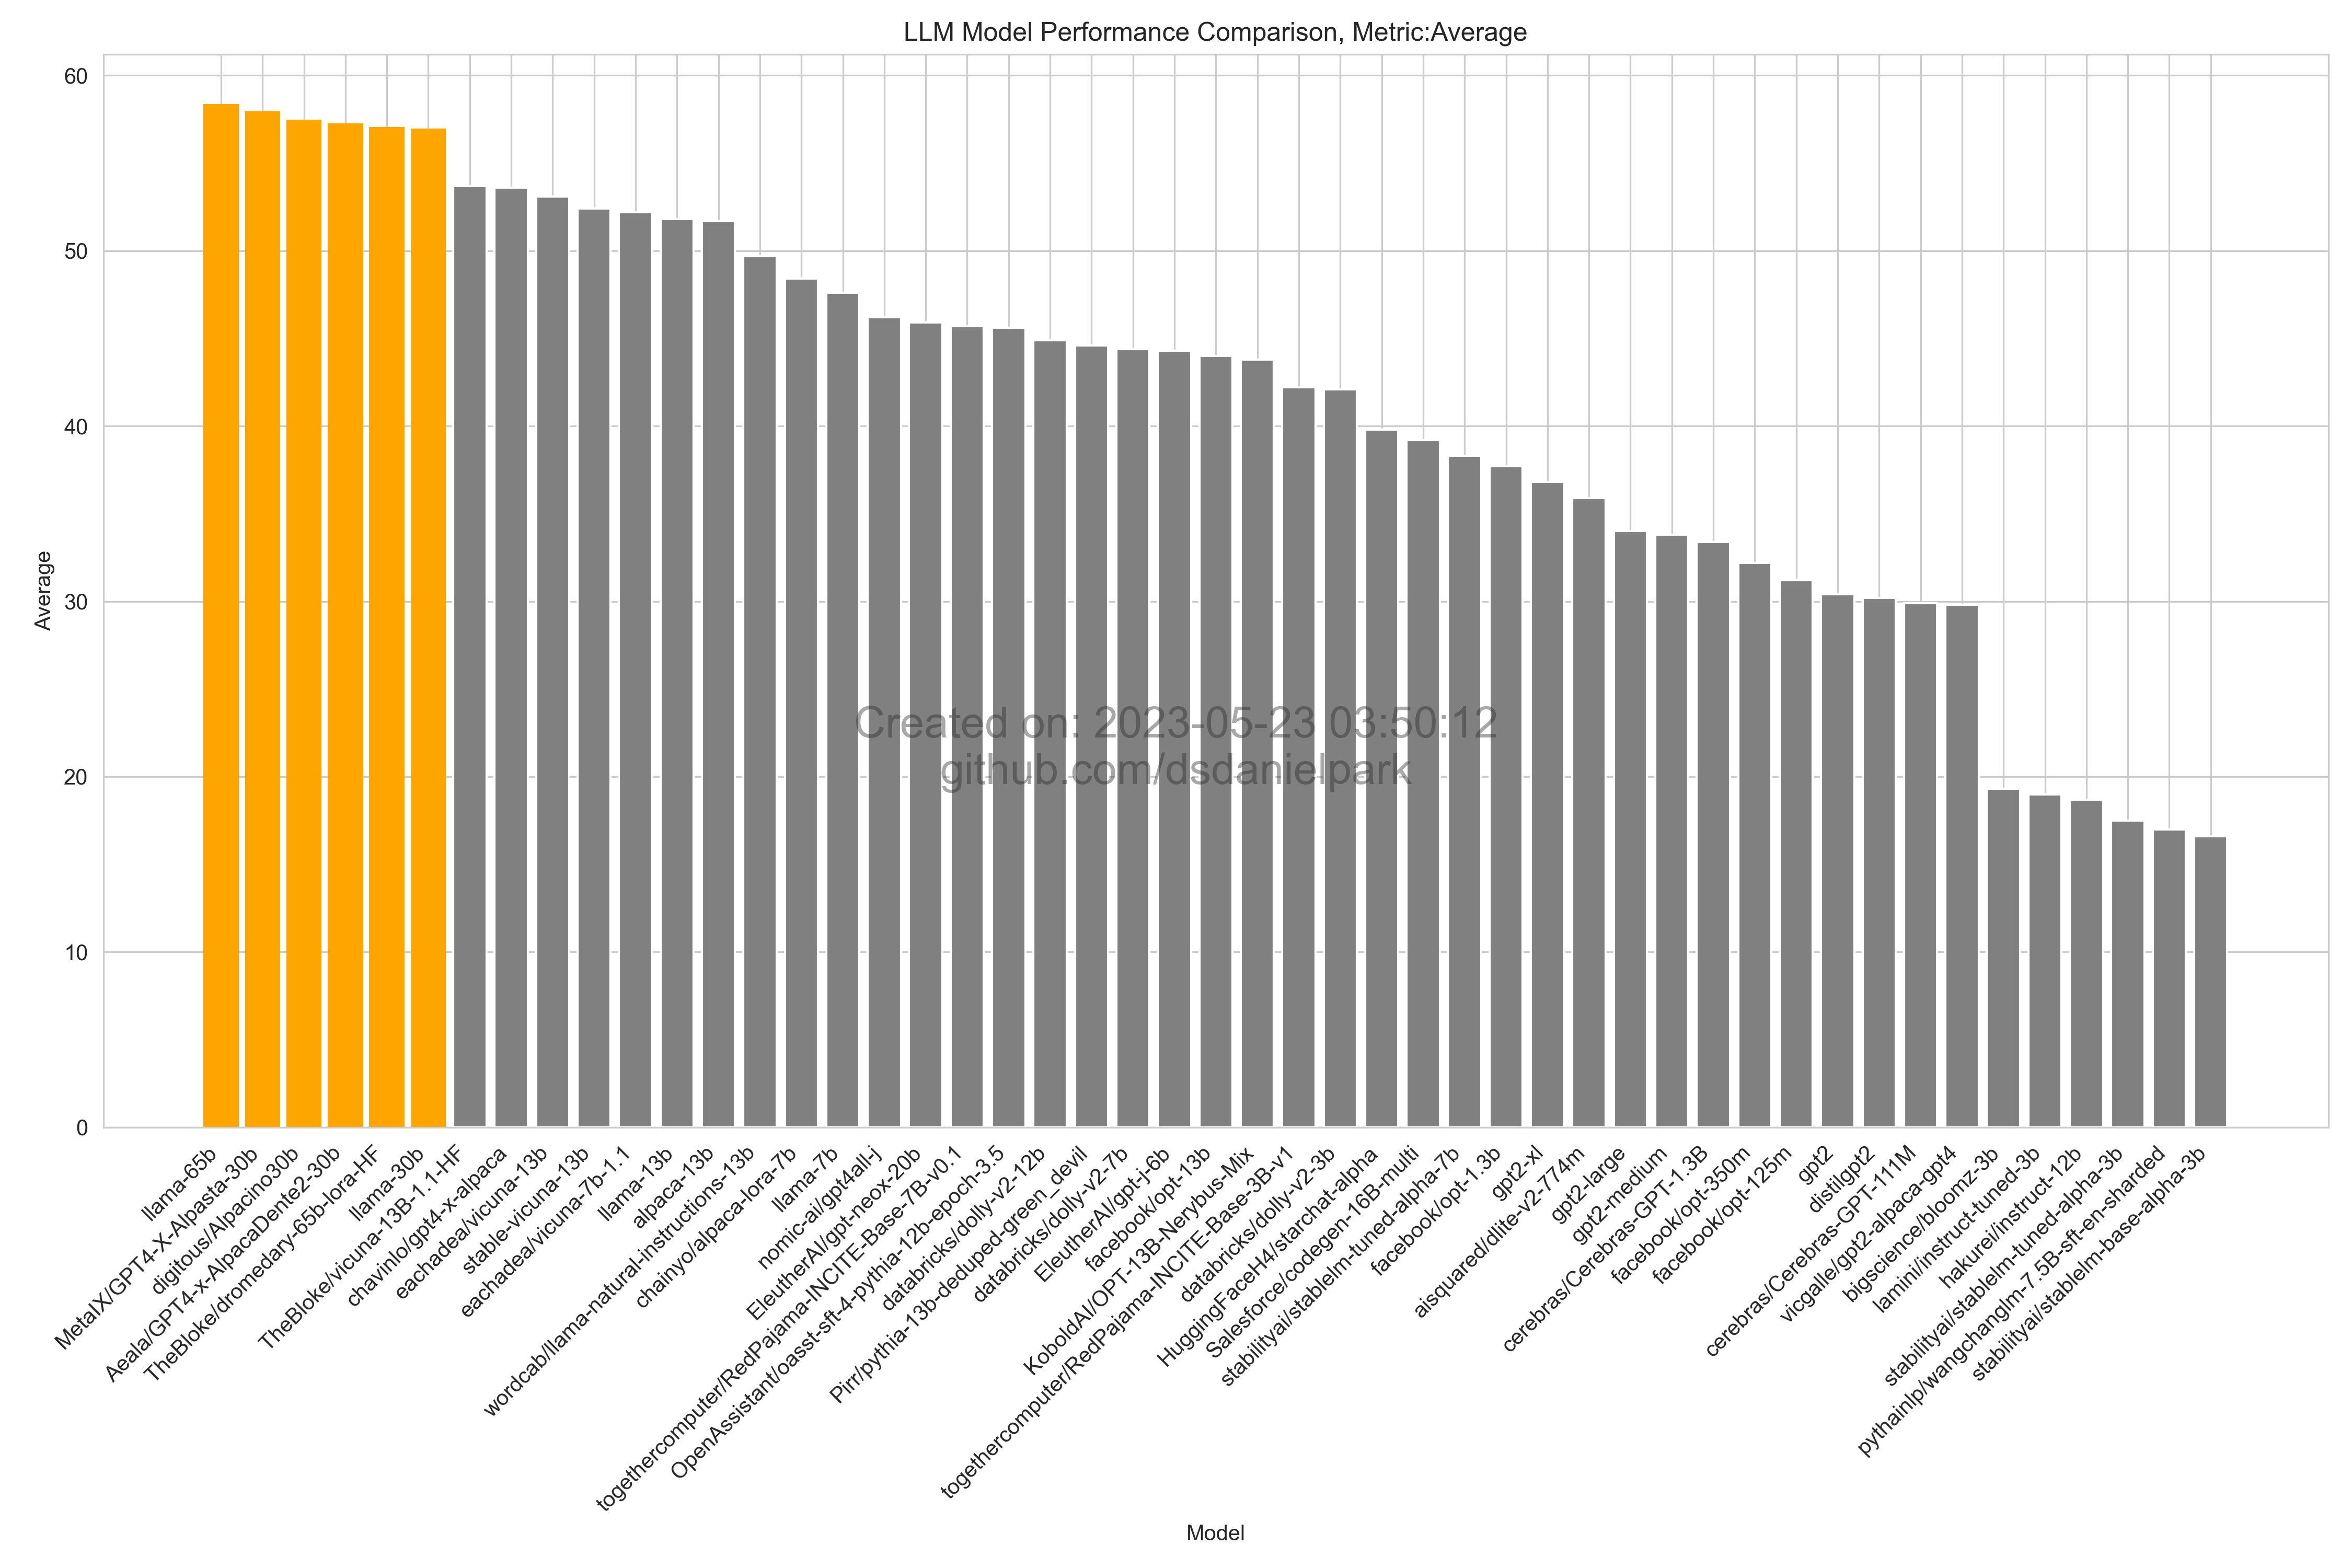 LLM Model Performance Comparison, Metric:Average
60
50
40
30
20
10
0
Average
Created on: 2023-05-23 03:50:12
github.com/dsdanielpark
llama-65b
MetaIX/GPT4-X-Alpasta-30b
digitous/Alpacino30b
Aeala/GPT4-x-AlpacaDente2-30b
TheBloke/dromedary-65b-lora-HF
llama-30b
TheBloke/vicuna-13B-1.1-HF
chavinlo/gpt4-x-alpaca
eachadea/vicuna-13b
stable-vicuna-13b
eachadea/vicuna-7b-1.1
llama-13b
alpaca-13b
wordcab/llama-natural-instructions-13b
chainyo/alpaca-lora-7b
llama-7b
nomic-ai/gpt4all-j
EleutherAI/gpt-neox-20b
togethercomputer/RedPajama-INCITE-Base-7B-v0.1
OpenAssistant/oasst-sft-4-pythia-12b-epoch-3.5
databricks/dolly-v2-12b
Pirr/pythia-13b-deduped-green_devil
databricks/dolly-v2-7b
EleutherAI/gpt-j-6b
facebook/opt-13b
KoboldAI/OPT-13B-Nerybus-Mix
togethercomputer/RedPajama-INCITE-Base-3B-v1
databricks/dolly-v2-3b
HuggingFaceH4/starchat-alpha
Salesforce/codegen-16B-multi
stabilityai/stablelm-tuned-alpha-7b
facebook/opt-1.3b
gpt2-xl
aisquared/dlite-v2-774m
gpt2-large
gpt2-medium
cerebras/Cerebras-GPT-1.3B
facebook/opt-350m
facebook/opt-125m
gpt2
distilgpt2
cerebras/Cerebras-GPT-111M
vicgalle/gpt2-alpaca-gpt4
bigscience/bloomz-3b
lamini/instruct-tuned-3b
hakurei/instruct-12b
stabilityai/stablelm-tuned-alpha-3b
pythainlp/wangchanglm-7.5B-sft-en-sharded
stabilityai/stablelm-base-alpha-3b
Model